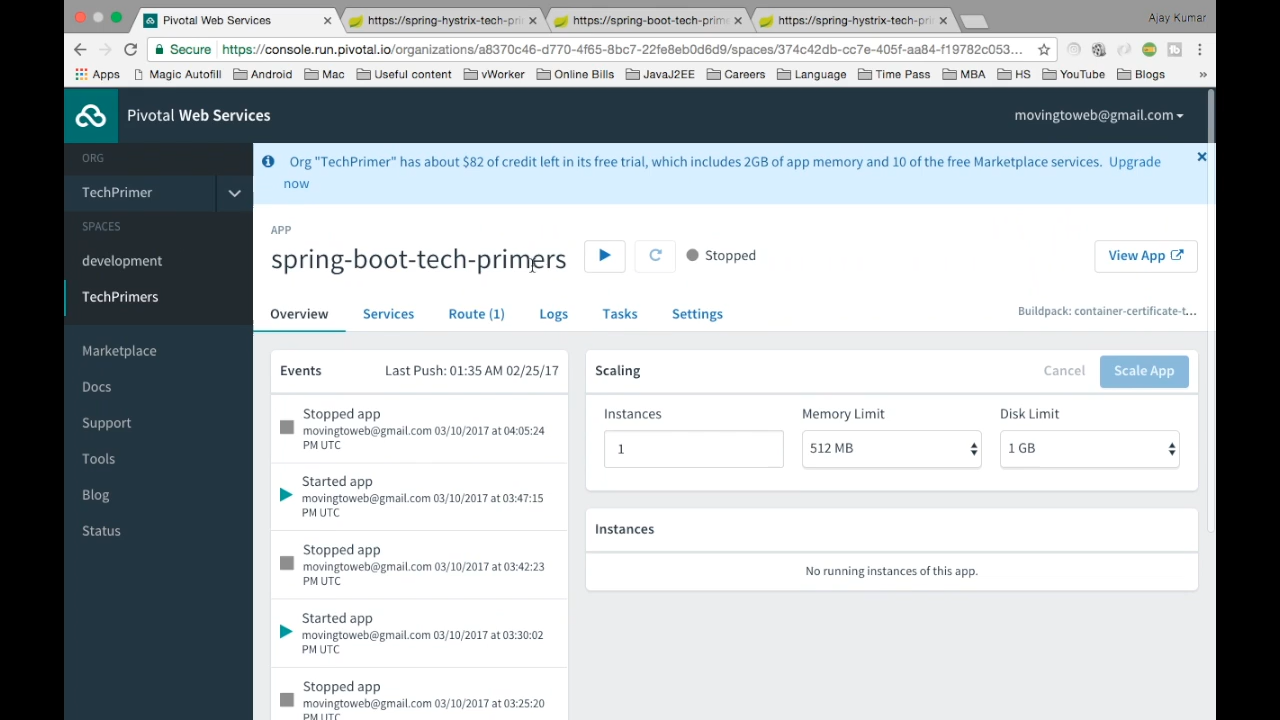 Pivotal Web Services
https://spring-hystrix-tech-prir
https://spring-boot-tech-prime
https://spring-hystrix-tech-pri
Ajay Kumar
Secure
https://console.run.pivotal.io/organizations/a8370c46-d770-4f65-8bc7-22fe8eb0d6d9/spaces/374c42db-cc7e-405f-aa84-f19782c053...
Apps
Magic Autofill
Android
Mac
Useful content
vWorker
Online Bills
JavaJ2EE
Careers
Language
Time Pass
MBA
HS
YouTube
Blogs
»
Pivotal Web Services
movingtoweb@gmail.com
ORG
TechPrimer
SPACES
development
TechPrimers
Marketplace
Docs
Support
Tools
Blog
Status
Org "TechPrimer" has about $82 of credit left in its free trial, which includes 2GB of app memory and 10 of the free Marketplace services. Upgrade
now
APP
spring-boot-tech-primers
Stopped
View App
Overview
Services
Route (1)
Logs
Tasks
Settings
Buildpack: container-certificate-t...
Events
Last Push: 01:35 AM 02/25/17
Stopped app
movingtoweb@gmail.com 03/10/2017 at 04:05:24
PM UTC
Started app
movingtoweb@gmail.com 03/10/2017 at 03:47:15
PM UTC
Stopped app
movingtoweb@gmail.com 03/10/2017 at 03:42:23
PM UTC
Started app
movingtoweb@gmail.com 03/10/2017 at 03:30:02
PM UTC
Stopped app
movingtoweb@gmail.com 03/10/2017 at 03:25:20
PM UTC
Scaling
Cancel
Scale App
Instances
1
Memory Limit
512 MB
Disk Limit
1 GB
Instances
No running instances of this app.